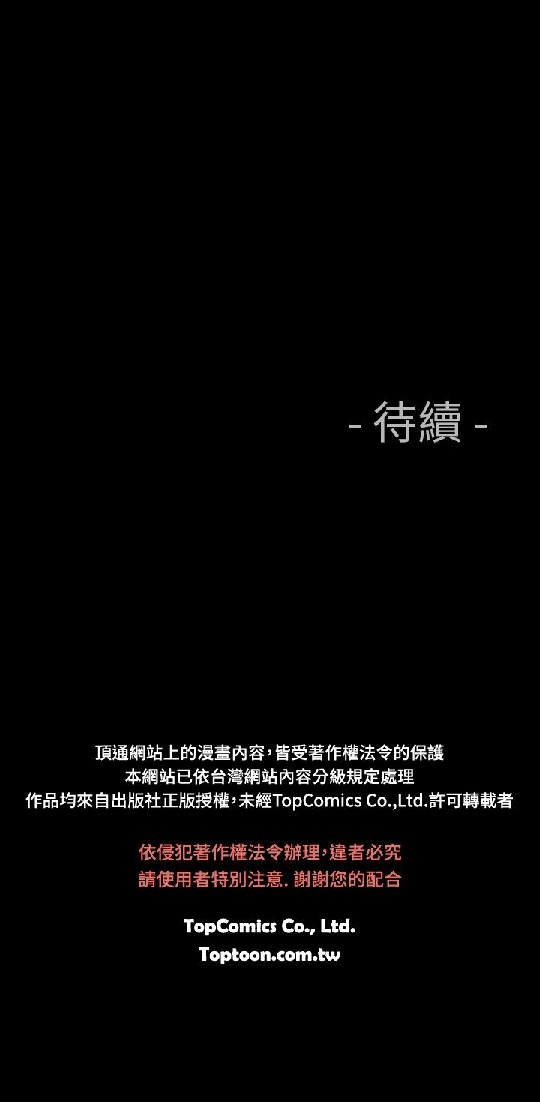 - 待續 -
頂通網站上的漫畫內容，皆受著作權法令的保護
本網站已依台灣網站內容分級規定處理
作品均來自出版社正版授權，未經TopComics Co.,Ltd.許可轉載者
依侵犯著作權法令辦理，違者必究
請使用者特別注意. 謝謝您的配合
TopComics Co., Ltd.
Toptoon.com.tw